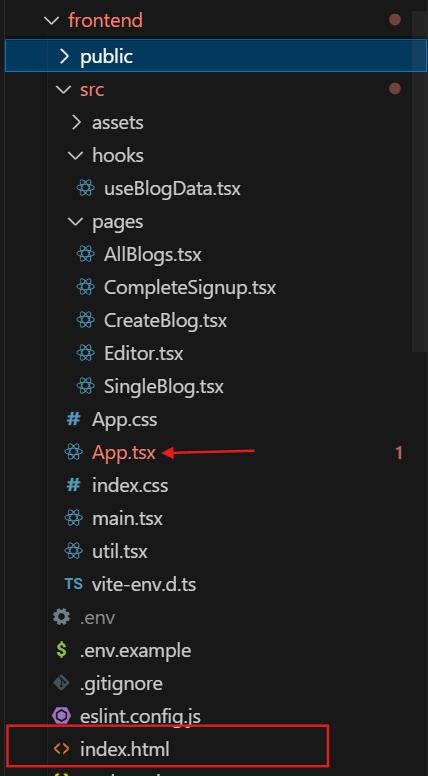 frontend
public
src
assets
hooks
useBlogData.tsx
pages
AllBlogs.tsx
CompleteSignup.tsx
CreateBlog.tsx
Editor.tsx
SingleBlog.tsx
# App.css
App.tsx 1
# index.css
main.tsx
util.tsx
TS vite-env.d.ts
.env
$ .env.example
.gitignore
eslint.config.js
<> index.html